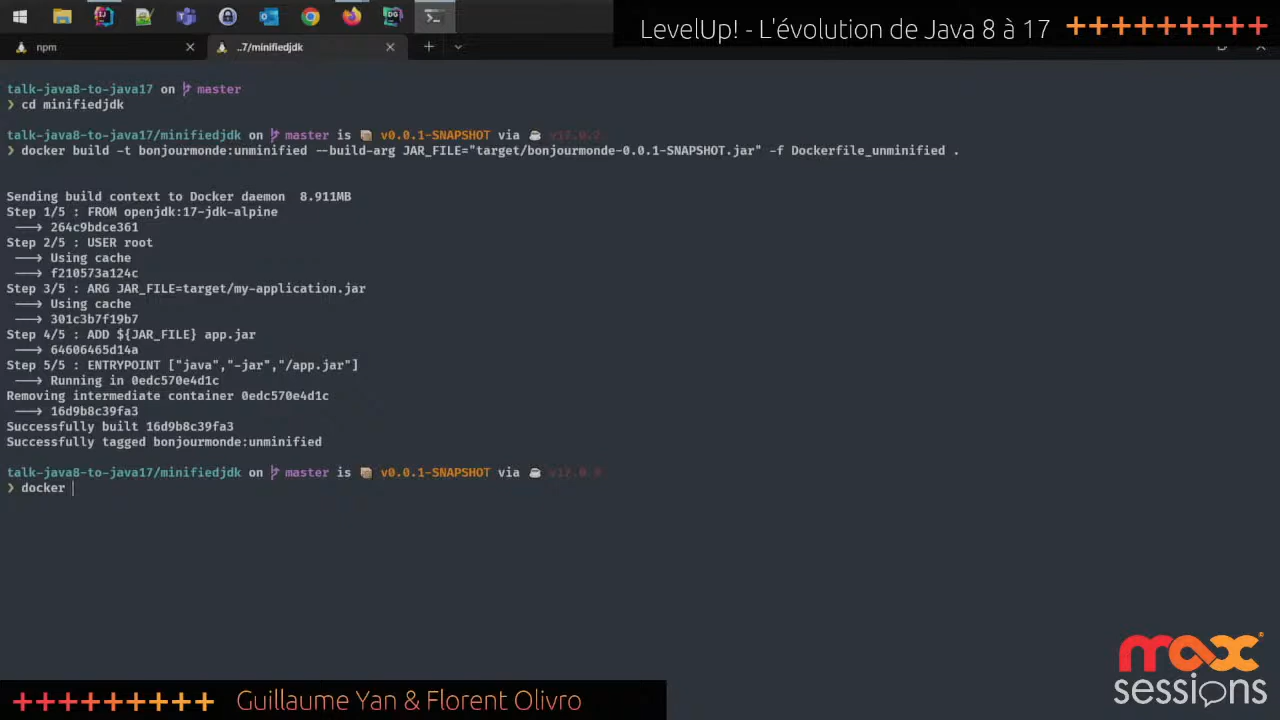 LevelUp! - L'évolution de Java 8 à 17 +++++++++
npm
..7/minifiedjdk
talk-java8-to-java17 on master
❯ cd minifiedjdk
talk-java8-to-java17/minifiedjdk on master is v0.0.1-SNAPSHOT via
❯ docker build -t bonjourmonde:unminified --build-arg JAR_FILE="target/bonjourmonde-0.0.1-SNAPSHOT.jar" -f Dockerfile_unminified .
Sending build context to Docker daemon 8.911MB
Step 1/5 : FROM openjdk:17-jdk-alpine
---> 264c9bdce361
Step 2/5 : USER root
---> Using cache
---> f210573a124c
Step 3/5 : ARG JAR_FILE=target/my-application.jar
---> Using cache
---> 301c3b7f19b7
Step 4/5 : ADD ${JAR_FILE} app.jar
---> 64606465d14a
Step 5/5 : ENTRYPOINT ["java","-jar","/app.jar"]
---> Running in 0edc570e4d1c
Removing intermediate container 0edc570e4d1c
---> 16d9b8c39fa3
Successfully built 16d9b8c39fa3
Successfully tagged bonjourmonde:unminified
talk-java8-to-java17/minifiedjdk on master is v0.0.1-SNAPSHOT via
❯ docker
max
sessions
+++++++++ Guillaume Yan & Florent Olivro